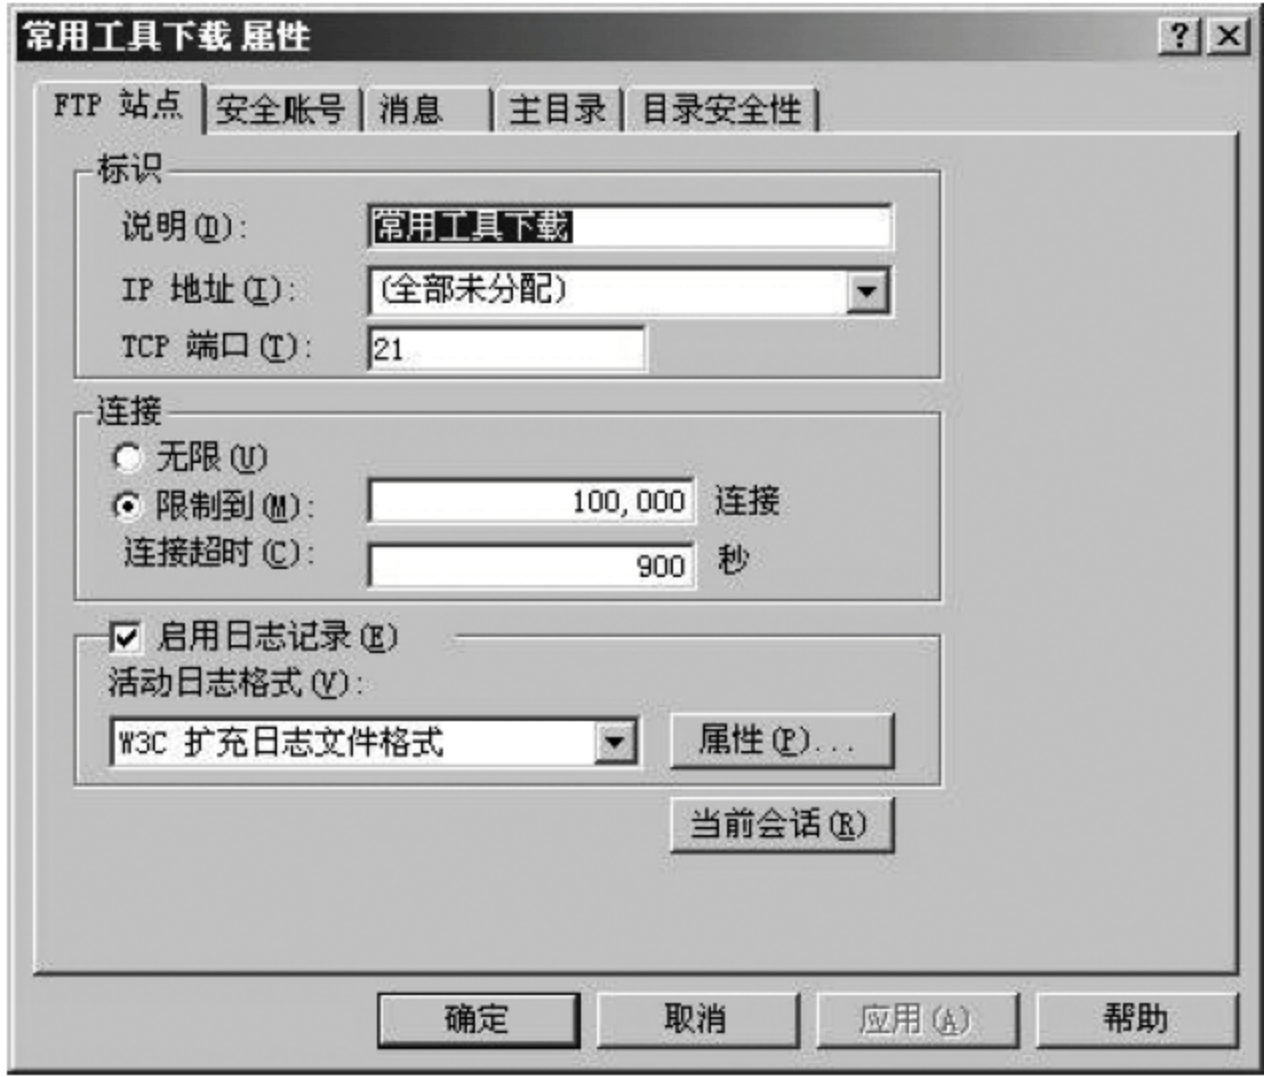 常用工具下载 属性
FTP 站点 安全账号 消息 主目录 目录安全性
标识
说明(D): 常用工具下载
IP 地址(I): (全部未分配)
TCP 端口(T): 21
连接
无限(U)
限制到(M): 100,000 连接
连接超时(C): 900 秒
启用日志记录(E)
活动日志格式(V):
W3C 扩充日志文件格式 属性(P)...
当前会话(R)
确定 取消 应用(A) 帮助